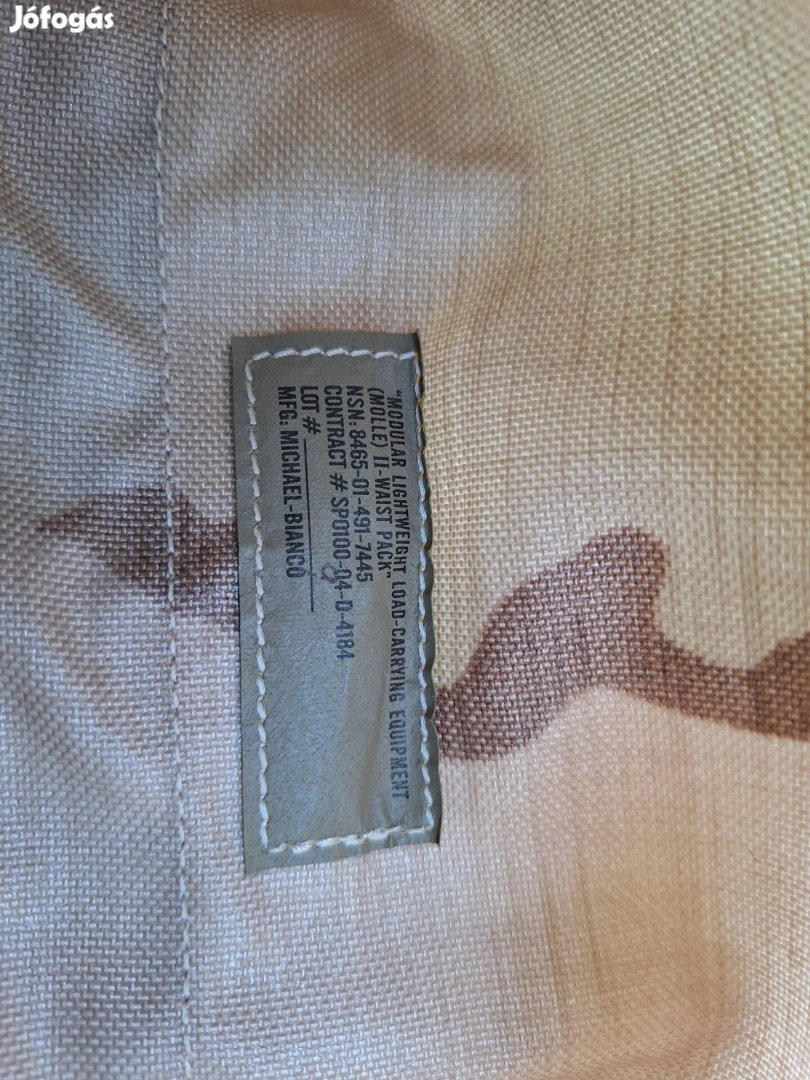 Jófogás
"MODULAR LIGHTWEIGHT LOAD-CARRYING EQUIPMENT
(MOLLE) II-WAIST PACK"
NSN: 8465-01-491-7445
CONTRACT # SP0100-04-D-4184
LOT #
MFG: MICHAEL-BIANCO